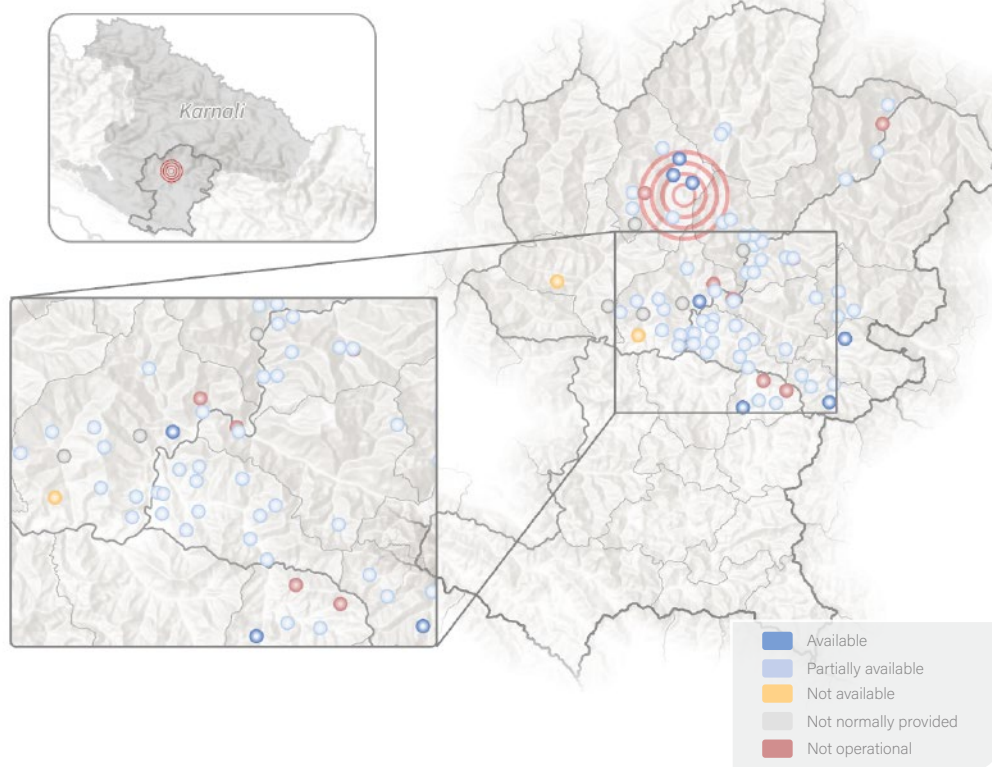 Karnali
Available
Partially available
Not available
Not normally provided
Not operational